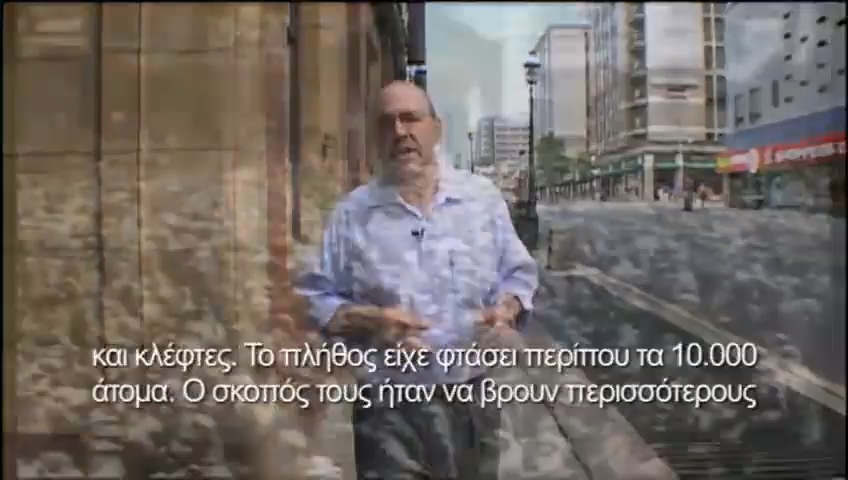 και κλέφτες. Το πλήθος είχε φτάσει περίπου τα 10.000
άτομα. Ο σκοπός τους ήταν να βρουν περισσότερους